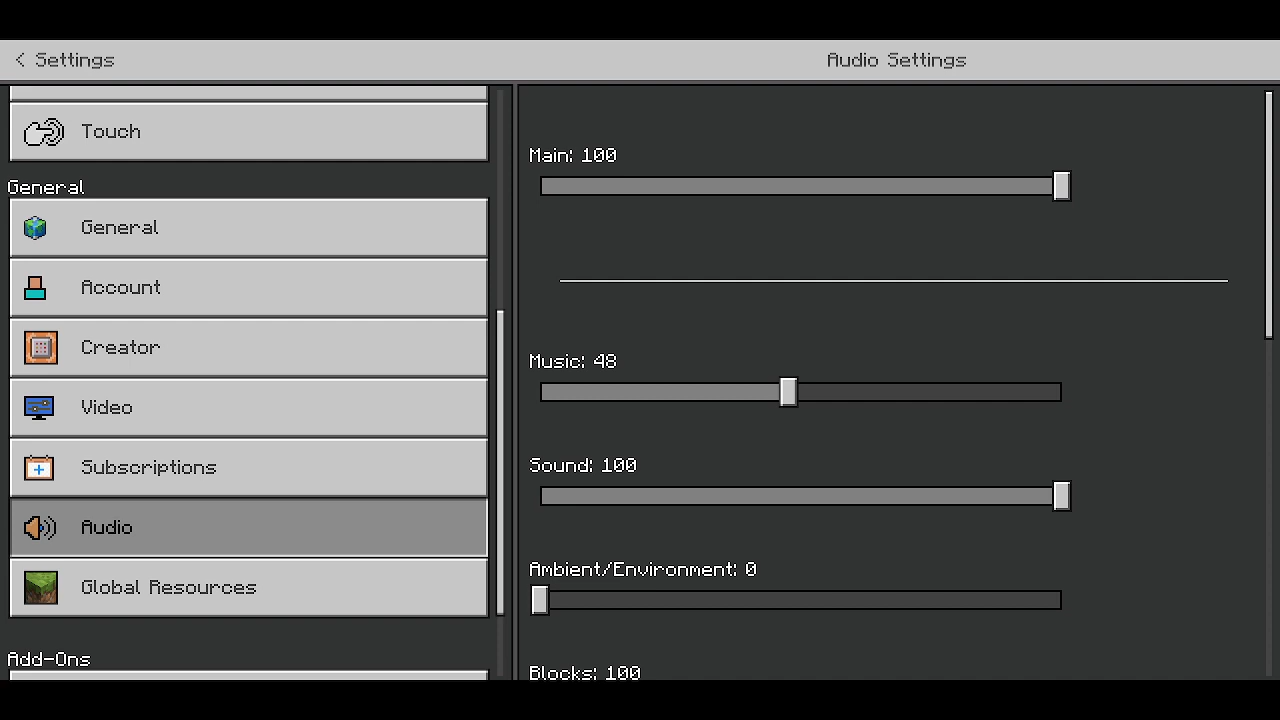 Settings
Audio Settings
Touch
General
General
Account
Creator
Video
Subscriptions
Audio
Global Resources
Add-Ons
Main: 100
Music: 48
Sound: 100
Ambient/Environment: 0
Blocks: 100